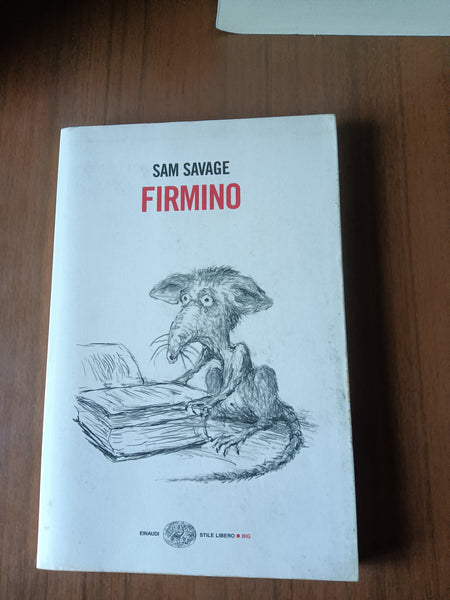 SAM SAVAGE
FIRMINO
EINAUDI STILE LIBERO BIG